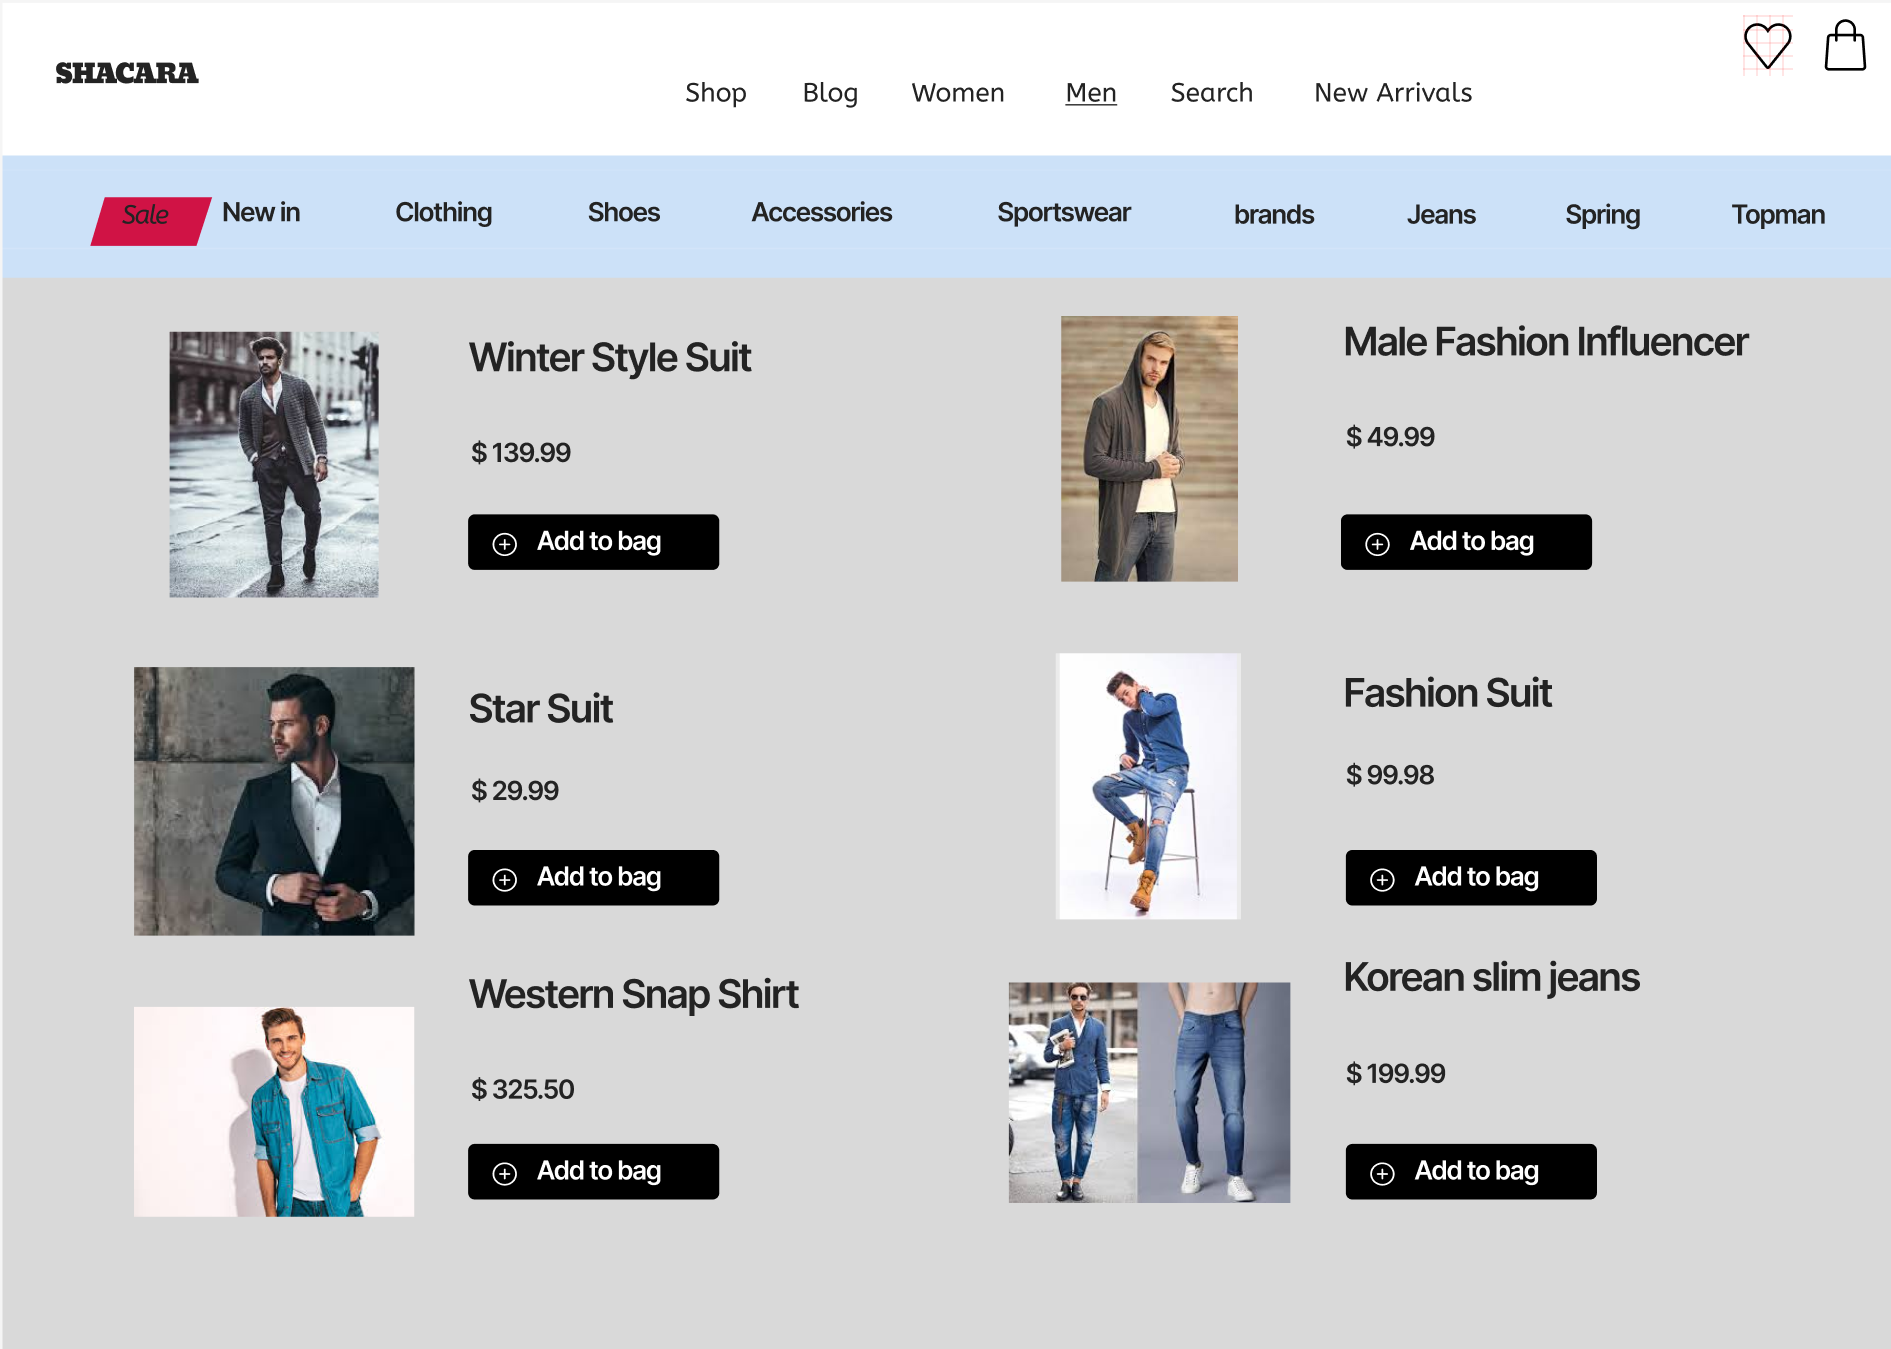 SHACARA
Shop Blog Women Men Search New Arrivals
Sale New in Clothing Shoes Accessories Sportswear brands Jeans Spring Topman
Winter Style Suit
$ 139.99
Add to bag
Male Fashion Influencer
$ 49.99
Add to bag
Star Suit
$ 29.99
Add to bag
Fashion Suit
$ 99.98
Add to bag
Western Snap Shirt
$ 325.50
Add to bag
Korean slim jeans
$ 199.99
Add to bag